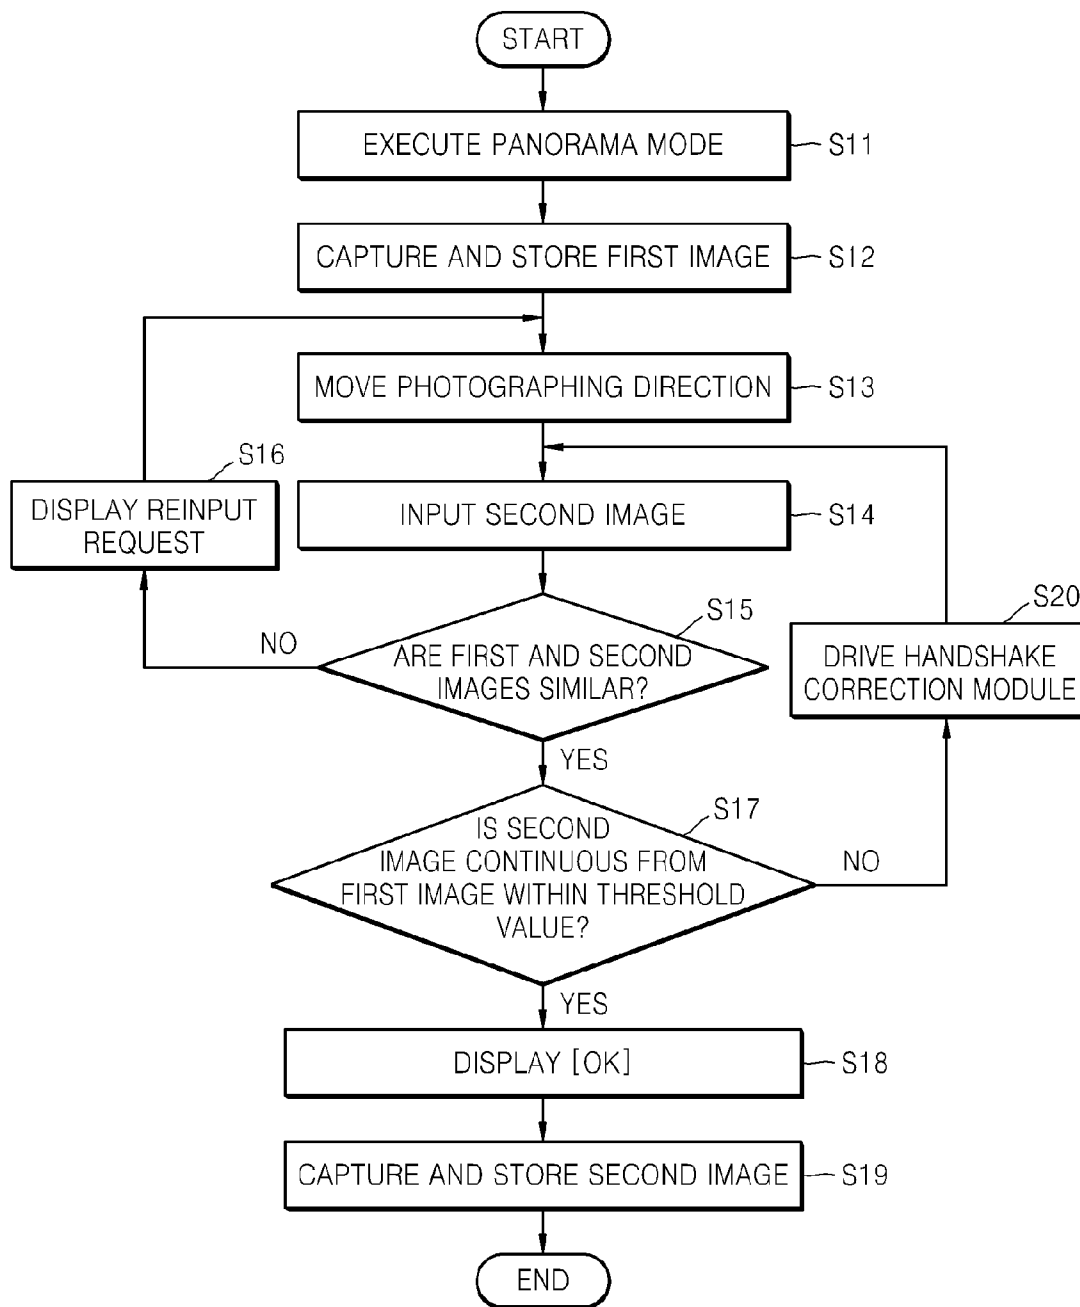 START
EXECUTE PANORAMA MODE
S11
CAPTURE AND STORE FIRST IMAGE
S12
MOVE PHOTOGRAPHING DIRECTION
S13
S16
DISPLAY REINPUT
REQUEST
INPUT SECOND IMAGE
S14
S15
ARE FIRST AND SECOND
IMAGES SIMILAR?
NO
YES
S20
DRIVE HANDSHAKE
CORRECTION MODULE
S17
IS SECOND
IMAGE CONTINUOUS FROM
FIRST IMAGE WITHIN THRESHOLD
VALUE?
NO
YES
DISPLAY [OK]
S18
CAPTURE AND STORE SECOND IMAGE
S19
END